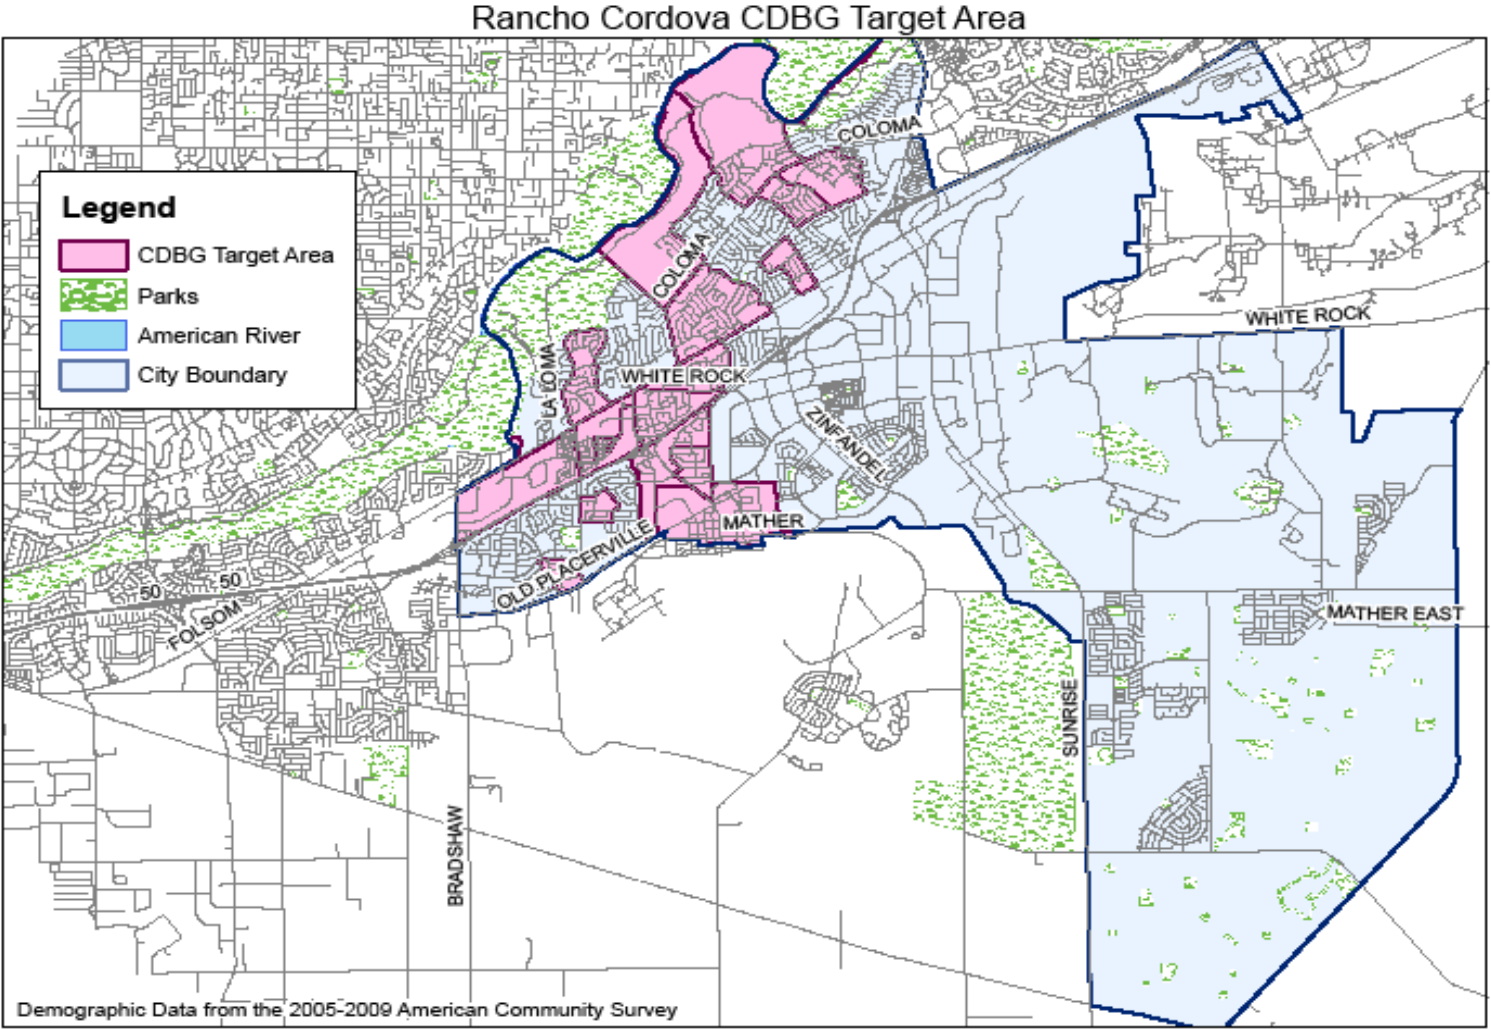 Rancho Cordova CDBG Target Area
COLOMA
Legend
CDBG Target Area
Parks
American River
City Boundary
COLOMA
WHITE ROCK
LA LOMA
WHITE ROCK
ZINFANDEL
MATHER
OLD PLACERVILLE
50
50
FOLSOM
MATHER EAST
SUNRISE
BRADSHAW
Demographic Data from the 2005-2009 American Community Survey